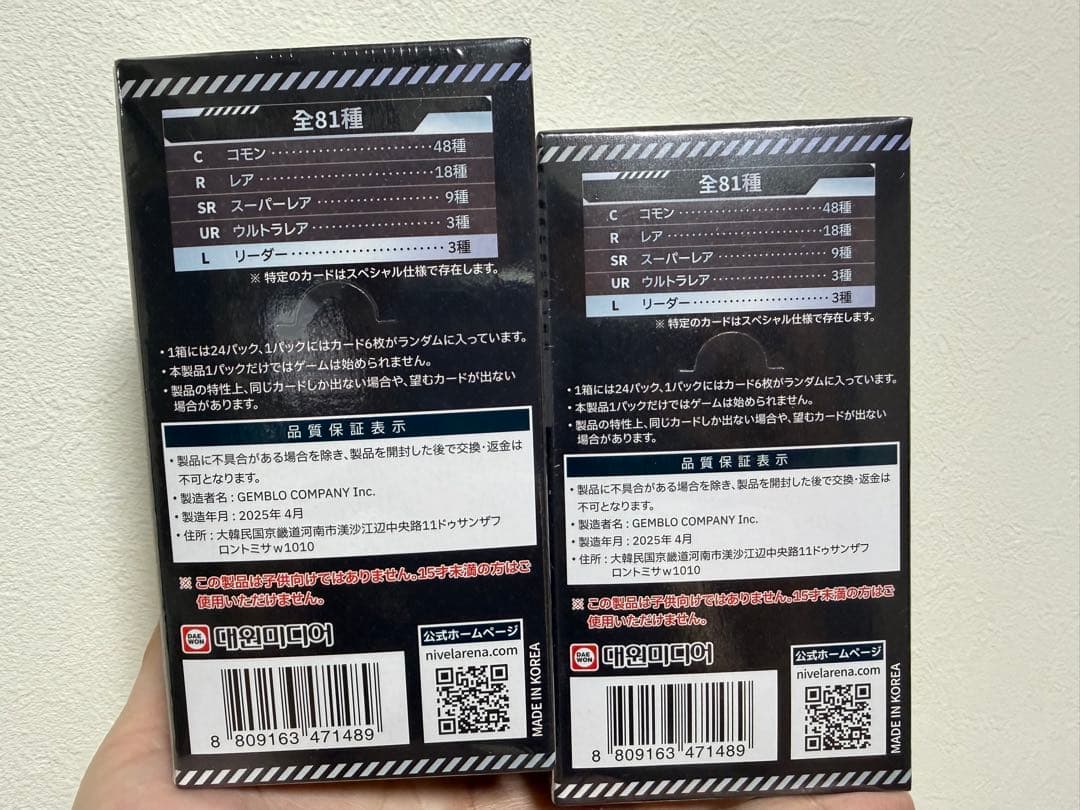 全81種
C コモン 48種
R レア 18種
SR スーパーレア 9種
UR ウルトラレア 3種
L リーダー 3種
※ 特定のカードはスペシャル仕様で存在します。
・1箱には24パック、1パックにはカード6枚がランダムに入っています。
・本製品1パックだけではゲームは始められません。
・製品の特性上、同じカードしか出ない場合や、望むカードが出ない
場合があります。
品質保証表示
・製品に不具合がある場合を除き、製品を開封した後で交換・返金は
不可となります。
・製造者名 : GEMBLO COMPANY Inc.
・製造年月 : 2025年 4月
・住所 : 大韓民国京畿道河南市渼沙江辺中央路11ドゥサンザフ
ロントミサw1010
※ この製品は子供向けではありません。15才未満の方はご
使用いただけません。
DAE WON 대원미디어
公式ホームページ
nivelarena.com
8 809163 471489
MADE IN KOREA
全81種
C コモン 48種
R レア 18種
SR スーパーレア 9種
UR ウルトラレア 3種
L リーダー 3種
※ 特定のカードはスペシャル仕様で存在します。
・1箱には24パック、1パックにはカード6枚がランダムに入っています。
・本製品1パックだけではゲームは始められません。
・製品の特性上、同じカードしか出ない場合や、望むカードが出ない
場合があります。
品質保証表示
・製品に不具合がある場合を除き、製品を開封した後で交換・返金は
不可となります。
・製造者名 : GEMBLO COMPANY Inc.
・製造年月 : 2025年 4月
・住所 : 大韓民国京畿道河南市渼沙江辺中央路11ドゥサンザフ
ロントミサw1010
※ この製品は子供向けではありません。15才未満の方はご
使用いただけません。
DAE WON 대원미디어
公式ホームページ
nivelarena.com
8 809163 471489
MADE IN KOREA